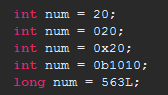 int num = 20;
int num = 020;
int num = 0x20;
int num = 0b1010;
long num = 563L;